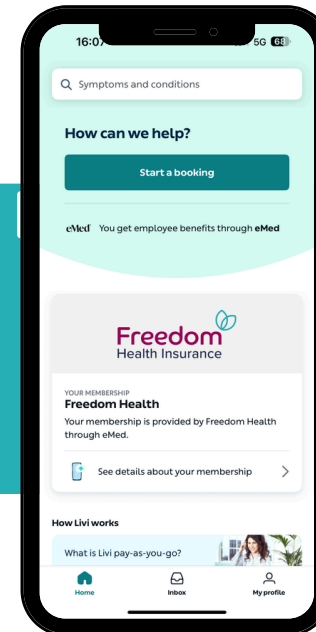 16:07
5G 68
Symptoms and conditions
How can we help?
Start a booking
eMed You get employee benefits through eMed
Freedom
Health Insurance
YOUR MEMBERSHIP
Freedom Health
Your membership is provided by Freedom Health
through eMed.
See details about your membership
How Livi works
What is Livi pay-as-you-go?
Home
Inbox
My profile